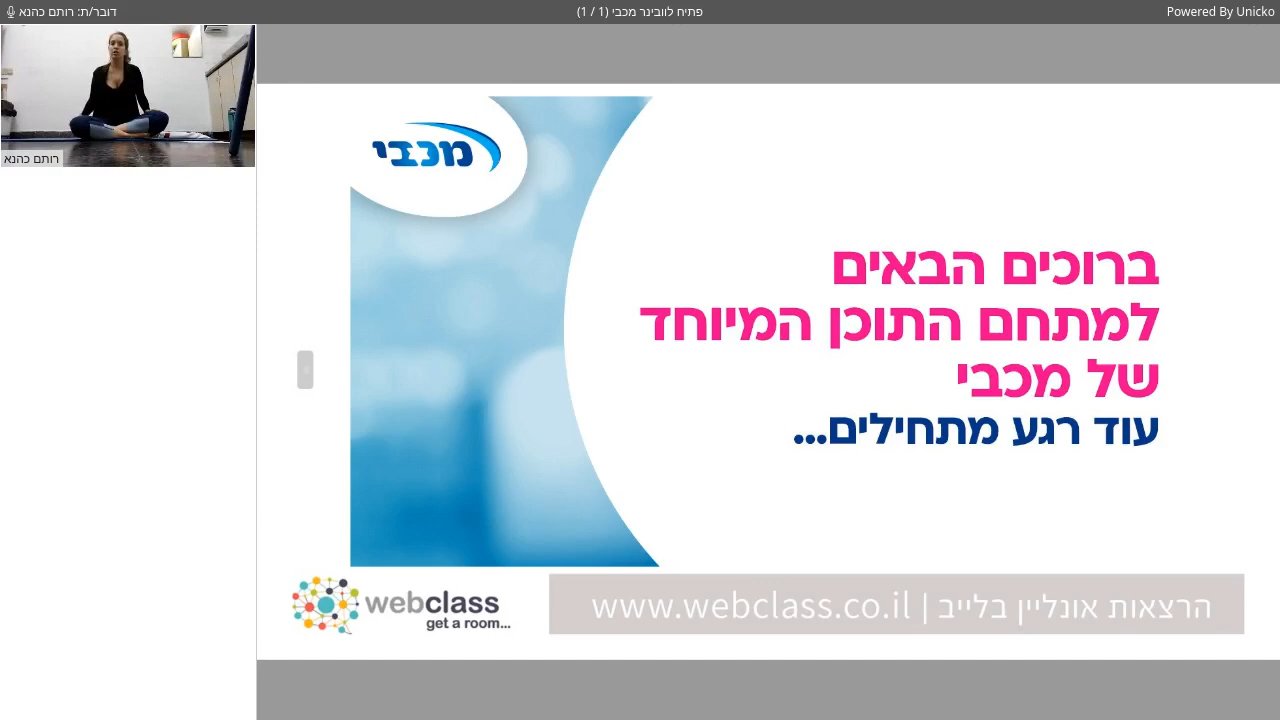 דובר/ת: רותם כהנא
פתיח לוובינר מכבי (1 / 1)
Powered By Unicko
רותם כהנא
מכבי
ברוכים הבאים
למתחם התוכן המיוחד
של מכבי
עוד רגע מתחילים...
webclass
get a room...
הרצאות אונליין בלייב | www.webclass.co.il